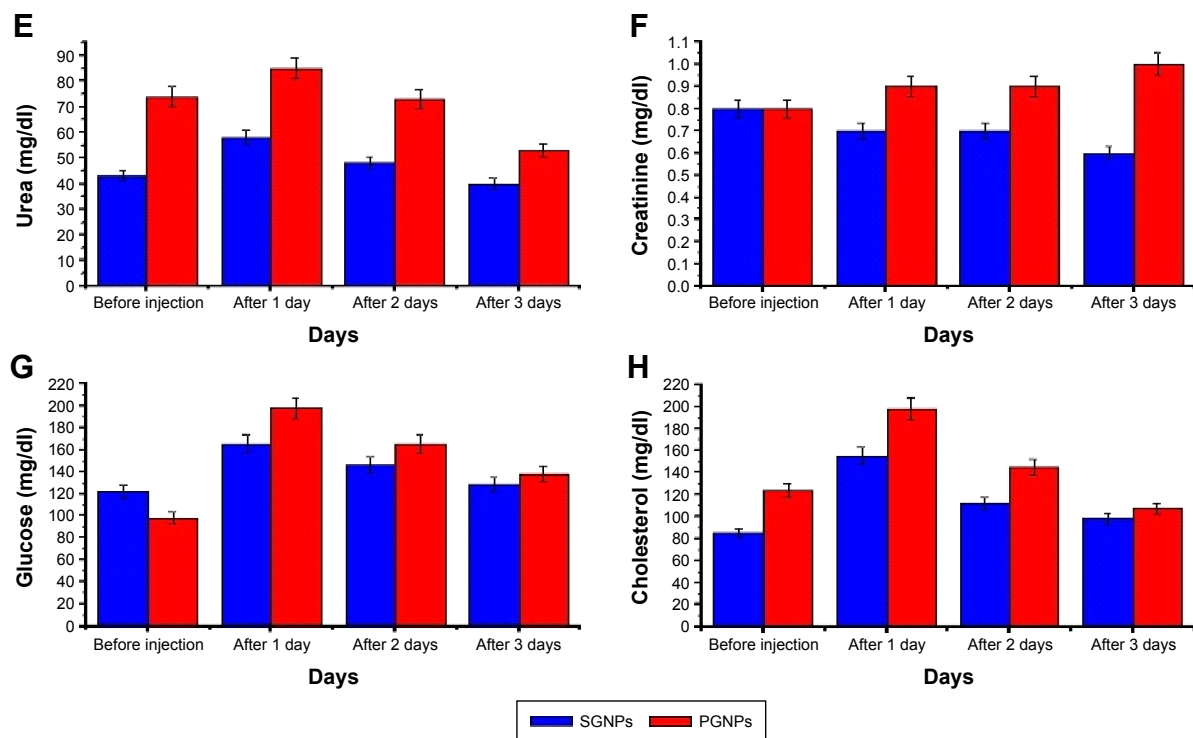 E
Urea (mg/dl)
90
80
70
60
50
40
30
20
10
0
Before injection After 1 day After 2 days After 3 days
Days
F
Creatinine (mg/dl)
1.1
1.0
0.9
0.8
0.7
0.6
0.5
0.4
0.3
0.2
0.1
0.0
Before injection After 1 day After 2 days After 3 days
Days
G
Glucose (mg/dl)
220
200
180
160
140
120
100
80
60
40
20
0
Before injection After 1 day After 2 days After 3 days
Days
H
Cholesterol (mg/dl)
220
200
180
160
140
120
100
80
60
40
20
0
Before injection After 1 day After 2 days After 3 days
Days
SGNPs PGNPs